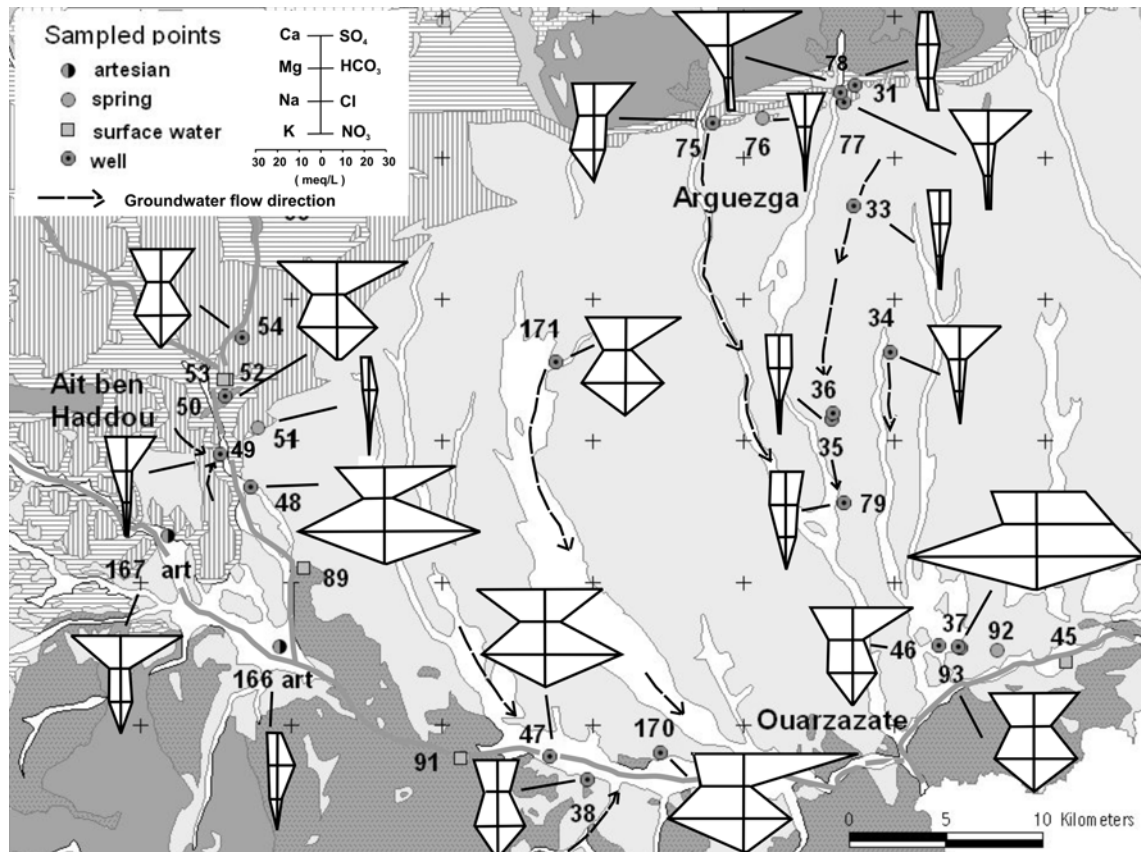 Sampled points
artesian
spring
surface water
well
Groundwater flow direction
Ca SO4
Mg HCO3
Na Cl
K NO3
30 20 10 0 10 20 30
( meq/L )
78
31
75
76
77
Arguezga
33
54
171
34
53
52
Ait ben
Haddou
50
51
36
49
35
48
79
167 art
89
37
92
45
46
93
166 art
Ouarzazate
47
170
91
38
0 5 10 Kilometers